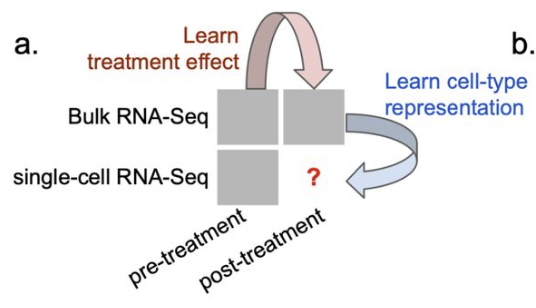 a.
Learn
treatment effect
b.
Learn cell-type
representation
Bulk RNA-Seq
single-cell RNA-Seq
?
pre-treatment
post-treatment